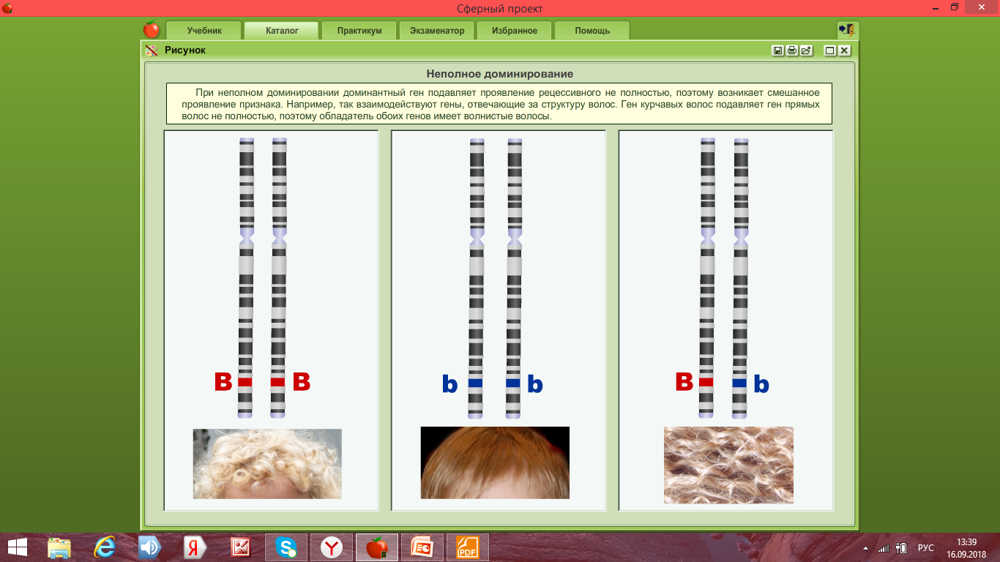 Сферный проект
Учебник Каталог Практикум Экзаменатор Избранное Помощь
Рисунок
Неполное доминирование
При неполном доминировании доминантный ген подавляет проявление рецессивного не полностью, поэтому возникает смешанное
проявление признака. Например, так взаимодействуют гены, отвечающие за структуру волос. Ген курчавых волос подавляет ген прямых
волос не полностью, поэтому обладатель обоих генов имеет волнистые волосы.
B B b b B b
8
PDF
Я
Y
S
РУС
13:39
16.09.2018